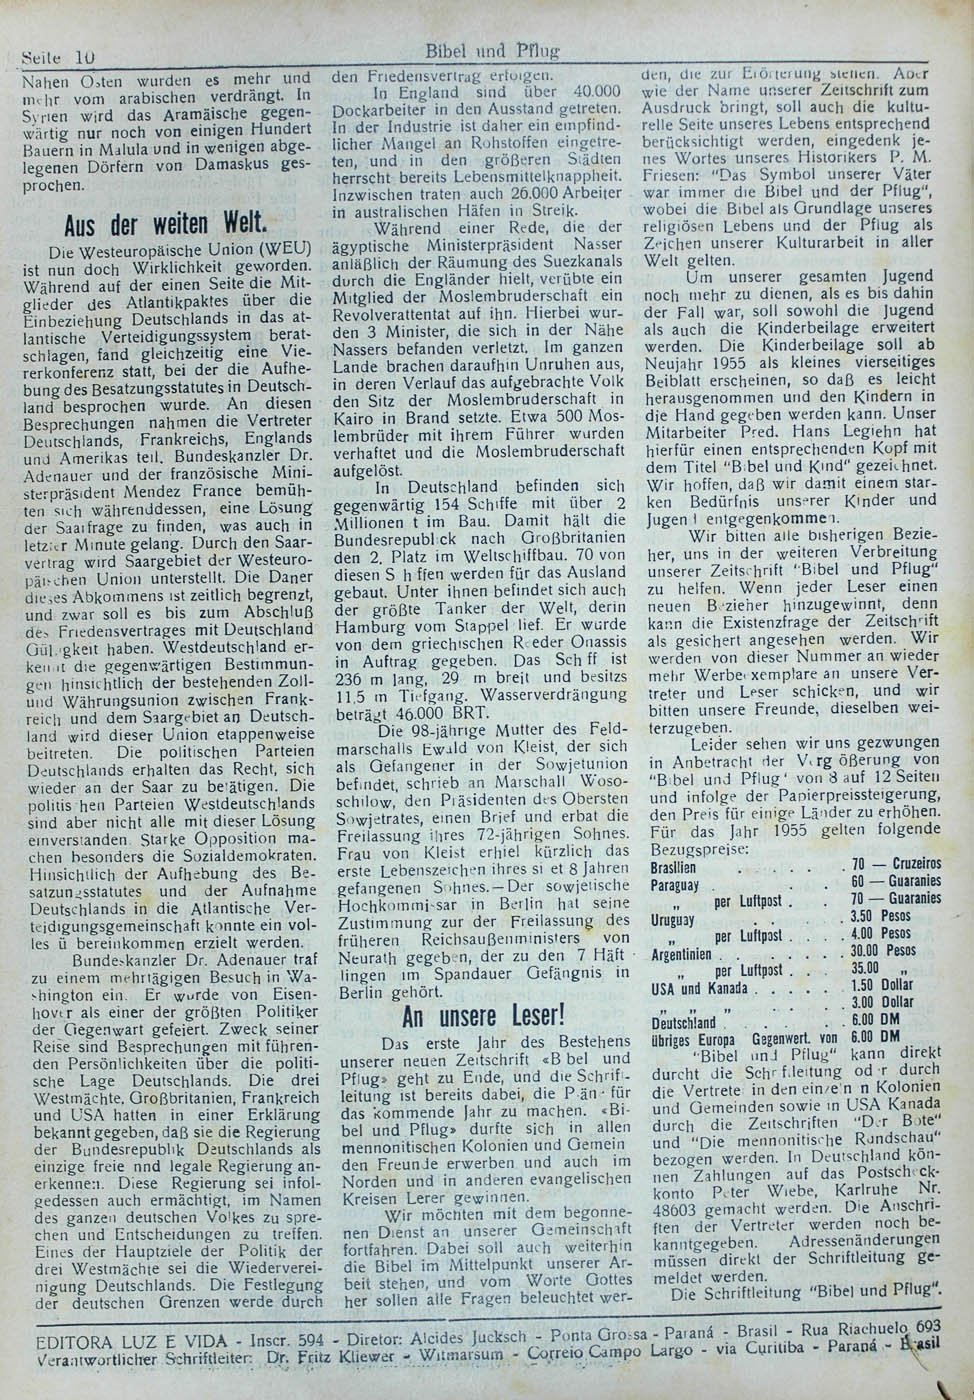 Seite 10
Bibel und Pflug
Nahen Osten wurden es mehr und
mehr vom arabischen verdrängt. In
Syrien wird das Aramäische gegen-
wärtig nur noch von einigen Hundert
Bauern in Malula und in wenigen abge-
legenen Dörfern von Damaskus ges-
prochen.
Aus der weiten Welt.
Die Westeuropäische Union (WEU)
ist nun doch Wirklichkeit geworden.
Während auf der einen Seite die Mit-
glieder des Atlantikpaktes über die
Einbeziehung Deutschlands in das at-
lantische Verteidigungssystem berat-
schlagen, fand gleichzeitig eine Vie-
rerkonferenz statt, bei der die Aufhe-
bung des Besatzungsstatutes in Deutsch-
land besprochen wurde. An diesen
Besprechungen nahmen die Vertreter
Deutschlands, Frankreichs, Englands
und Amerikas teil. Bundeskanzler Dr.
Adenauer und der französische Mini-
sterpräsident Mendez France bemüh-
ten sich währenddessen, eine Lösung
der Saarfrage zu finden, was auch in
letzter Minute gelang. Durch den Saar-
vertrag wird Saargebiet der Westeuro-
päischen Union unterstellt. Die Daner
dieses Abkommens ist zeitlich begrenzt,
und zwar soll es bis zum Abschluß
des Friedensvertrages mit Deutschland
Gültigkeit haben. Westdeutschland er-
kennt die gegenwärtigen Bestimmun-
gen hinsichtlich der bestehenden Zoll-
und Währungsunion zwischen Frank-
reich und dem Saargebiet an Deutsch-
land wird dieser Union etappenweise
beitreten. Die politischen Parteien
Deutschlands erhalten das Recht, sich
wieder an der Saar zu betätigen. Die
politischen Parteien Westdeutschlands
sind aber nicht alle mit dieser Lösung
einverstanden. Starke Opposition ma-
chen besonders die Sozialdemokraten.
Hinsichtlich der Aufhebung des Be-
satzungsstatutes und der Aufnahme
Deutschlands in die Atlantische Ver-
teidigungsgemeinschaft konnte ein vol-
les ü bereinkommen erzielt werden.
Bundeskanzler Dr. Adenauer traf
zu einem mehrtägigen Besuch in Wa-
shington ein. Er wurde von Eisen-
hover als einer der größten Politiker
der Gegenwart gefeiert. Zweck seiner
Reise sind Besprechungen mit führen-
den Persönlichkeiten über die politi-
sche Lage Deutschlands. Die drei
Westmächte, Großbritanien, Frankreich
und USA hatten in einer Erklärung
bekannt gegeben, daß sie die Regierung
der Bundesrepublik Deutschlands als
einzige freie nnd legale Regierung an-
erkennen. Diese Regierung sei infol-
gedessen auch ermächtigt, im Namen
des ganzen deutschen Volkes zu spre-
chen und Entscheidungen zu treffen.
Eines der Hauptziele der Politik der
drei Westmächte sei die Wiederverei-
nigung Deutschlands. Die Festlegung
der deutschen Grenzen werde durch
den Friedensvertrag erfolgen.
In England sind über 40.000
Dockarbeiter in den Ausstand getreten.
In der Industrie ist daher ein empfind-
licher Mangel an Rohstoffen eingetre-
ten, und in den größeren Städten
herrscht bereits Lebensmittelknappheit.
Inzwischen traten auch 26.000 Arbeiter
in australischen Häfen in Streik.
Während einer Rede, die der
ägyptische Ministerpräsident Nasser
anläßlich der Räumung des Suezkanals
durch die Engländer hielt, verübte ein
Mitglied der Moslembruderschaft ein
Revolverattentat auf ihn. Hierbei wur-
den 3 Minister, die sich in der Nähe
Nassers befanden verletzt. Im ganzen
Lande brachen daraufhin Unruhen aus,
in deren Verlauf das aufgebrachte Volk
den Sitz der Moslembruderschaft in
Kairo in Brand setzte. Etwa 500 Mos-
lembrüder mit ihrem Führer wurden
verhaftet und die Moslembruderschaft
aufgelöst.
In Deutschland befinden sich
gegenwärtig 154 Schiffe mit über 2
Millionen t im Bau. Damit hält die
Bundesrepublick nach Großbritanien
den 2. Platz im Weltschiffbau. 70 von
diesen S h ffen werden für das Ausland
gebaut. Unter ihnen befindet sich auch
der größte Tanker der Welt, derin
Hamburg vom Stappel lief. Er wurde
von dem griechischen Reeder Onassis
in Auftrag gegeben. Das Sch ff ist
236 m lang, 29 m breit und besitzs
11,5 m Tiefgang. Wasserverdrängung
beträgt 46.000 BRT.
Die 98-jährige Mutter des Feld-
marschalls Ewald von Kleist, der sich
als Gefangener in der Sowjetunion
befindet, schrieb an Marschall Woso-
schilow, den Präsidenten des Obersten
Sowjetrates, einen Brief und erbat die
Freilassung ihres 72-jährigen Sohnes.
Frau von Kleist erhiel kürzlich das
erste Lebenszeichen ihres si et 8 Jahren
gefangenen Sohnes.—Der sowjetische
Hochkommissar in Berlin hat seine
Zustimmung zur Freilassung des
früheren Reichsaußenministers von
Neurath gegeben, der zu den 7 Häft
lingen im Spandauer Gefängnis in
Berlin gehört.
An unsere Leser!
Das erste Jahr des Bestehens
unserer neuen Zeitschrift «B bel und
Pflug» geht zu Ende, und die Schrift-
leitung ist bereits dabei, die P än für
das kommende Jahr zu machen. «Bi-
bel und Pflug» durfte sich in allen
mennonitischen Kolonien und Gemein
den Freunde erwerben und auch im
Norden und in anderen evangelischen
Kreisen Lerer gewinnen.
Wir möchten mit dem begonne-
nen Dienst an unserer Gemeinschaft
fortfahren. Dabei soll auch weiterhin
die Bibel im Mittelpunkt unserer Ar-
beit stehen, und vom Worte Gottes
her sollen alle Fragen beleuchtet wer-
den, die zur Erörterung stehen. Aber
wie der Name unserer Zeitschrift zum
Ausdruck bringt, soll auch die kultu-
relle Seite unseres Lebens entsprechend
berücksichtigt werden, eingedenk je-
nes Wortes unseres Historikers P. M.
Friesen: "Das Symbol unserer Väter
war immer die Bibel und der Pflug",
wobei die Bibel als Grundlage unseres
religiösen Lebens und der Pflug als
Zeichen unserer Kulturarbeit in aller
Welt gelten.
Um unserer gesamten Jugend
noch mehr zu dienen, als es bis dahin
der Fall war, soll sowohl die Jugend
als auch die Kinderbeilage erweitert
werden. Die Kinderbeilage soll ab
Neujahr 1955 als kleines vierseitiges
Beiblatt erscheinen, so daß es leicht
herausgenommen und den Kindern in
die Hand gegeben werden kann. Unser
Mitarbeiter Pred. Hans Legiehn hat
hierfür einen entsprechenden Kopf mit
dem Titel "Bibel und Kind" gezeichnet.
Wir hoffen, daß wir damit einem star-
ken Bedürfnis unserer Kinder und
Jugend entgegenkommen.
Wir bitten alle bisherigen Bezie-
her, uns in der weiteren Verbreitung
unserer Zeitschrift "Bibel und Pflug"
zu helfen. Wenn jeder Leser einen
neuen Bezieher hinzugewinnt, denn
kann die Existenzfrage der Zeitschrift
als gesichert angesehen werden. Wir
werden von dieser Nummer an wieder
mehr Werbeexemplare an unsere Ver-
treter und Leser schicken, und wir
bitten unsere Freunde, dieselben wei-
terzugeben.
Leider sehen wir uns gezwungen
in Anbetracht der Verg ößerung von
"Bibel und Pflug" von 8 auf 12 Seiten
und infolge der Papierpreissteigerung,
den Preis für einige Länder zu erhöhen.
Für das Jahr 1955 gelten folgende
Bezugspreise:
Brasilien . . . . . 70 — Cruzeiros
Paraguay . . . 60 — Guaranies
„ per Luftpost . . 70 — Guaranies
Uruguay . . . . . 3.50 Pesos
„ per Luftpost . . . . 4.00 Pesos
Argentinien . . . . . . 30.00 Pesos
„ per Luftpost . . . 35.00 „
USA und Kanada . . . . . . 1.50 Dollar
„ „ „ . . . . 3.00 Dollar
Deutschland . . . . . . 6.00 DM
übriges Europa Gegenwert. von 6.00 DM
"Bibel und Pflug" kann direkt
durcht die Schriftleitung oder durch
die Vertrete in den einzelnen Kolonien
und Gemeinden sowie in USA Kanada
durch die Zeitschriften "Der Bote"
und "Die mennonitische Rundschau"
bezogen werden. In Deutschland kön-
nen Zahlungen auf das Postscheck-
konto Peter Wiebe, Karlruhe Nr.
48603 gemacht werden. Die Anschri-
ften der Vertreter werden noch be-
kanntgegeben. Adressenänderungen
müssen direkt der Schriftleitung ge-
meldet werden.
Die Schriftleitung "Bibel und Pflug".
EDITORA LUZ E VIDA - Inscr. 594 - Diretor: Alcides Jucksch - Ponta Grossa - Paraná - Brasil - Rua Riachuelo 693
Verantwortlicher Schriftleiter: Dr. Fritz Kliewer - Witmarsum - Correio Campo Largo - via Curitiba - Paraná - Brasil